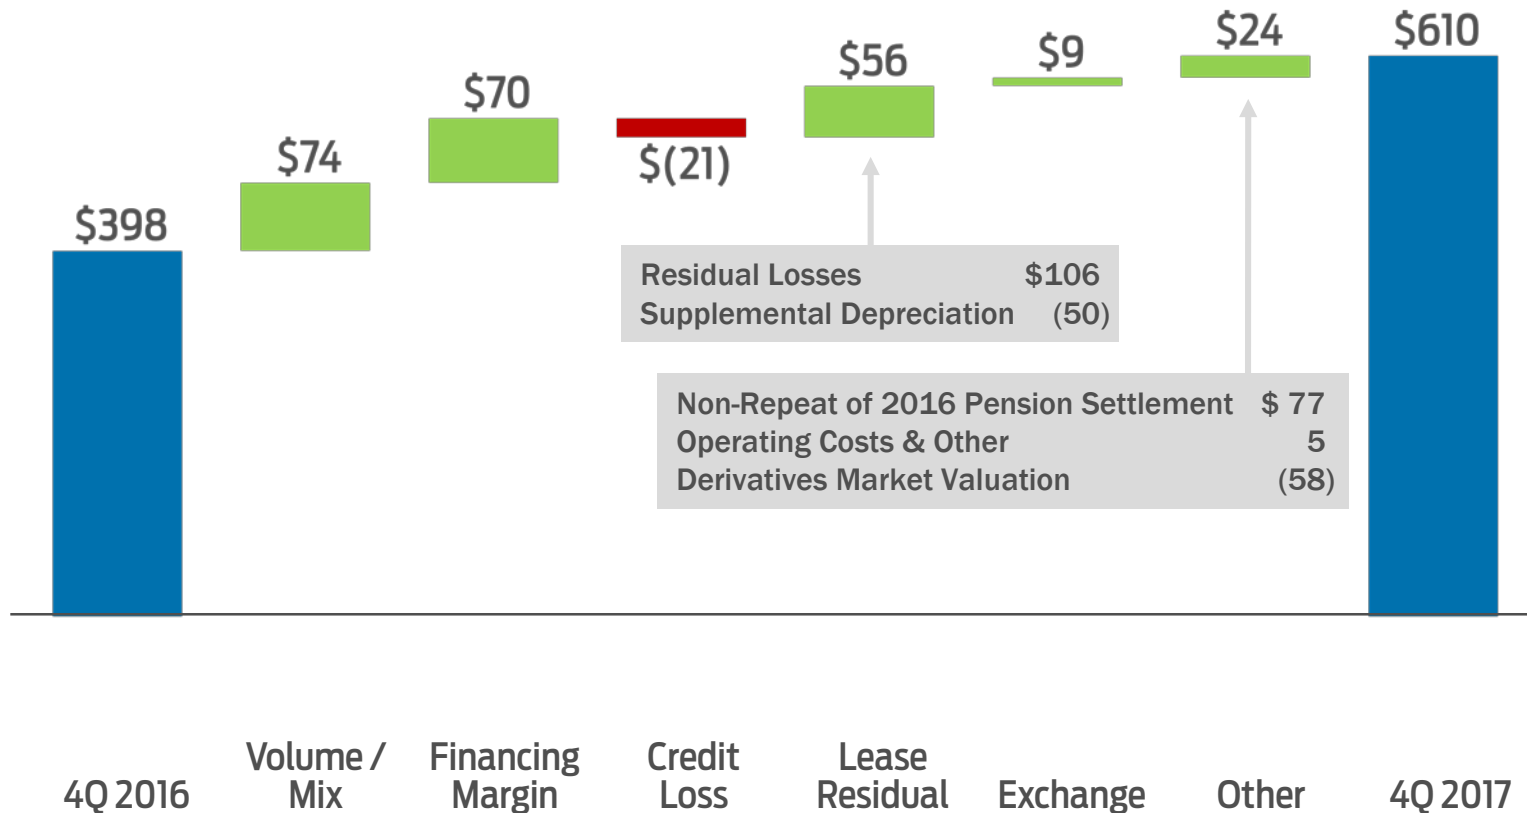 $398
$74
$70
$(21)
$56
$9
$24
$610
Residual Losses $106
Supplemental Depreciation (50)
Non-Repeat of 2016 Pension Settlement $ 77
Operating Costs & Other 5
Derivatives Market Valuation (58)
4Q 2016
Volume /
Mix
Financing
Margin
Credit
Loss
Lease
Residual
Exchange
Other
4Q 2017